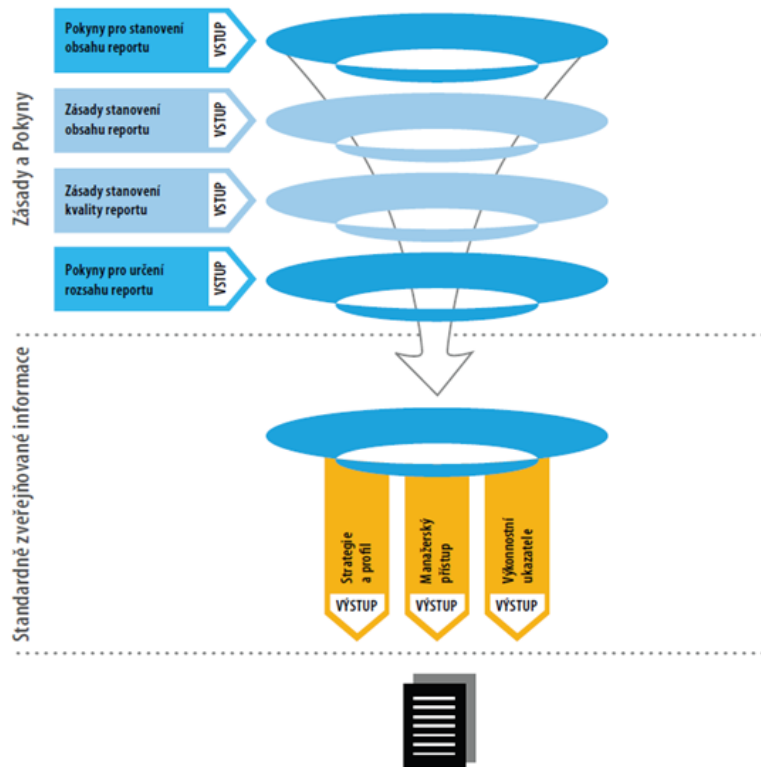 Zásady a Pokyny
Pokyny pro stanovení
obsahu reportu
VSTUP
Zásady stanovení
obsahu reportu
VSTUP
Zásady stanovení
kvality reportu
VSTUP
Pokyny pro určení
rozsahu reportu
VSTUP
Standardně zveřejňované informace
Strategie
a profil
VÝSTUP
Manažerský
přístup
VÝSTUP
Výkonnostní
ukazatele
VÝSTUP